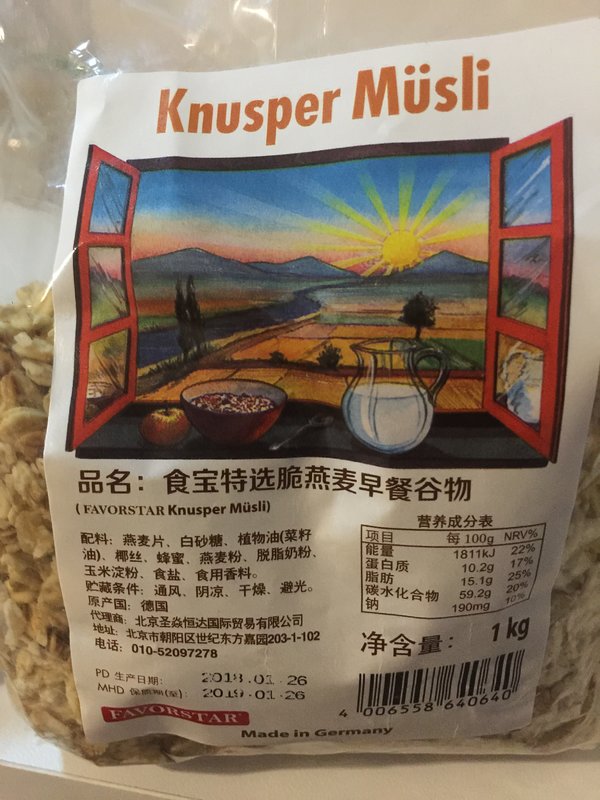 Knusper Müsli
品名：食宝特选脆燕麦早餐谷物
(FAVORSTAR Knusper Müsli)
配料：燕麦片、白砂糖、植物油(菜籽
油)、椰丝、蜂蜜、燕麦粉、脱脂奶粉、
玉米淀粉、食盐、食用香料。
贮藏条件：通风、阴凉、干燥、避光。
原产国：德国
代理商：北京圣焱恒达国际贸易有限公司
地址：北京市朝阳区世纪东方嘉园203-1-102
电话：010-52097278
PD 生产日期：2018.01.26
MHD 保质期(至)：2019.01.26
FAVORSTAR
营养成分表
项目 每 100g NRV%
能量 1811kJ 22%
蛋白质 10.2g 17%
脂肪 15.1g 25%
碳水化合物 59.2g 20%
钠 190mg 10%
净含量：1 kg
4 006558 640640
Made in Germany